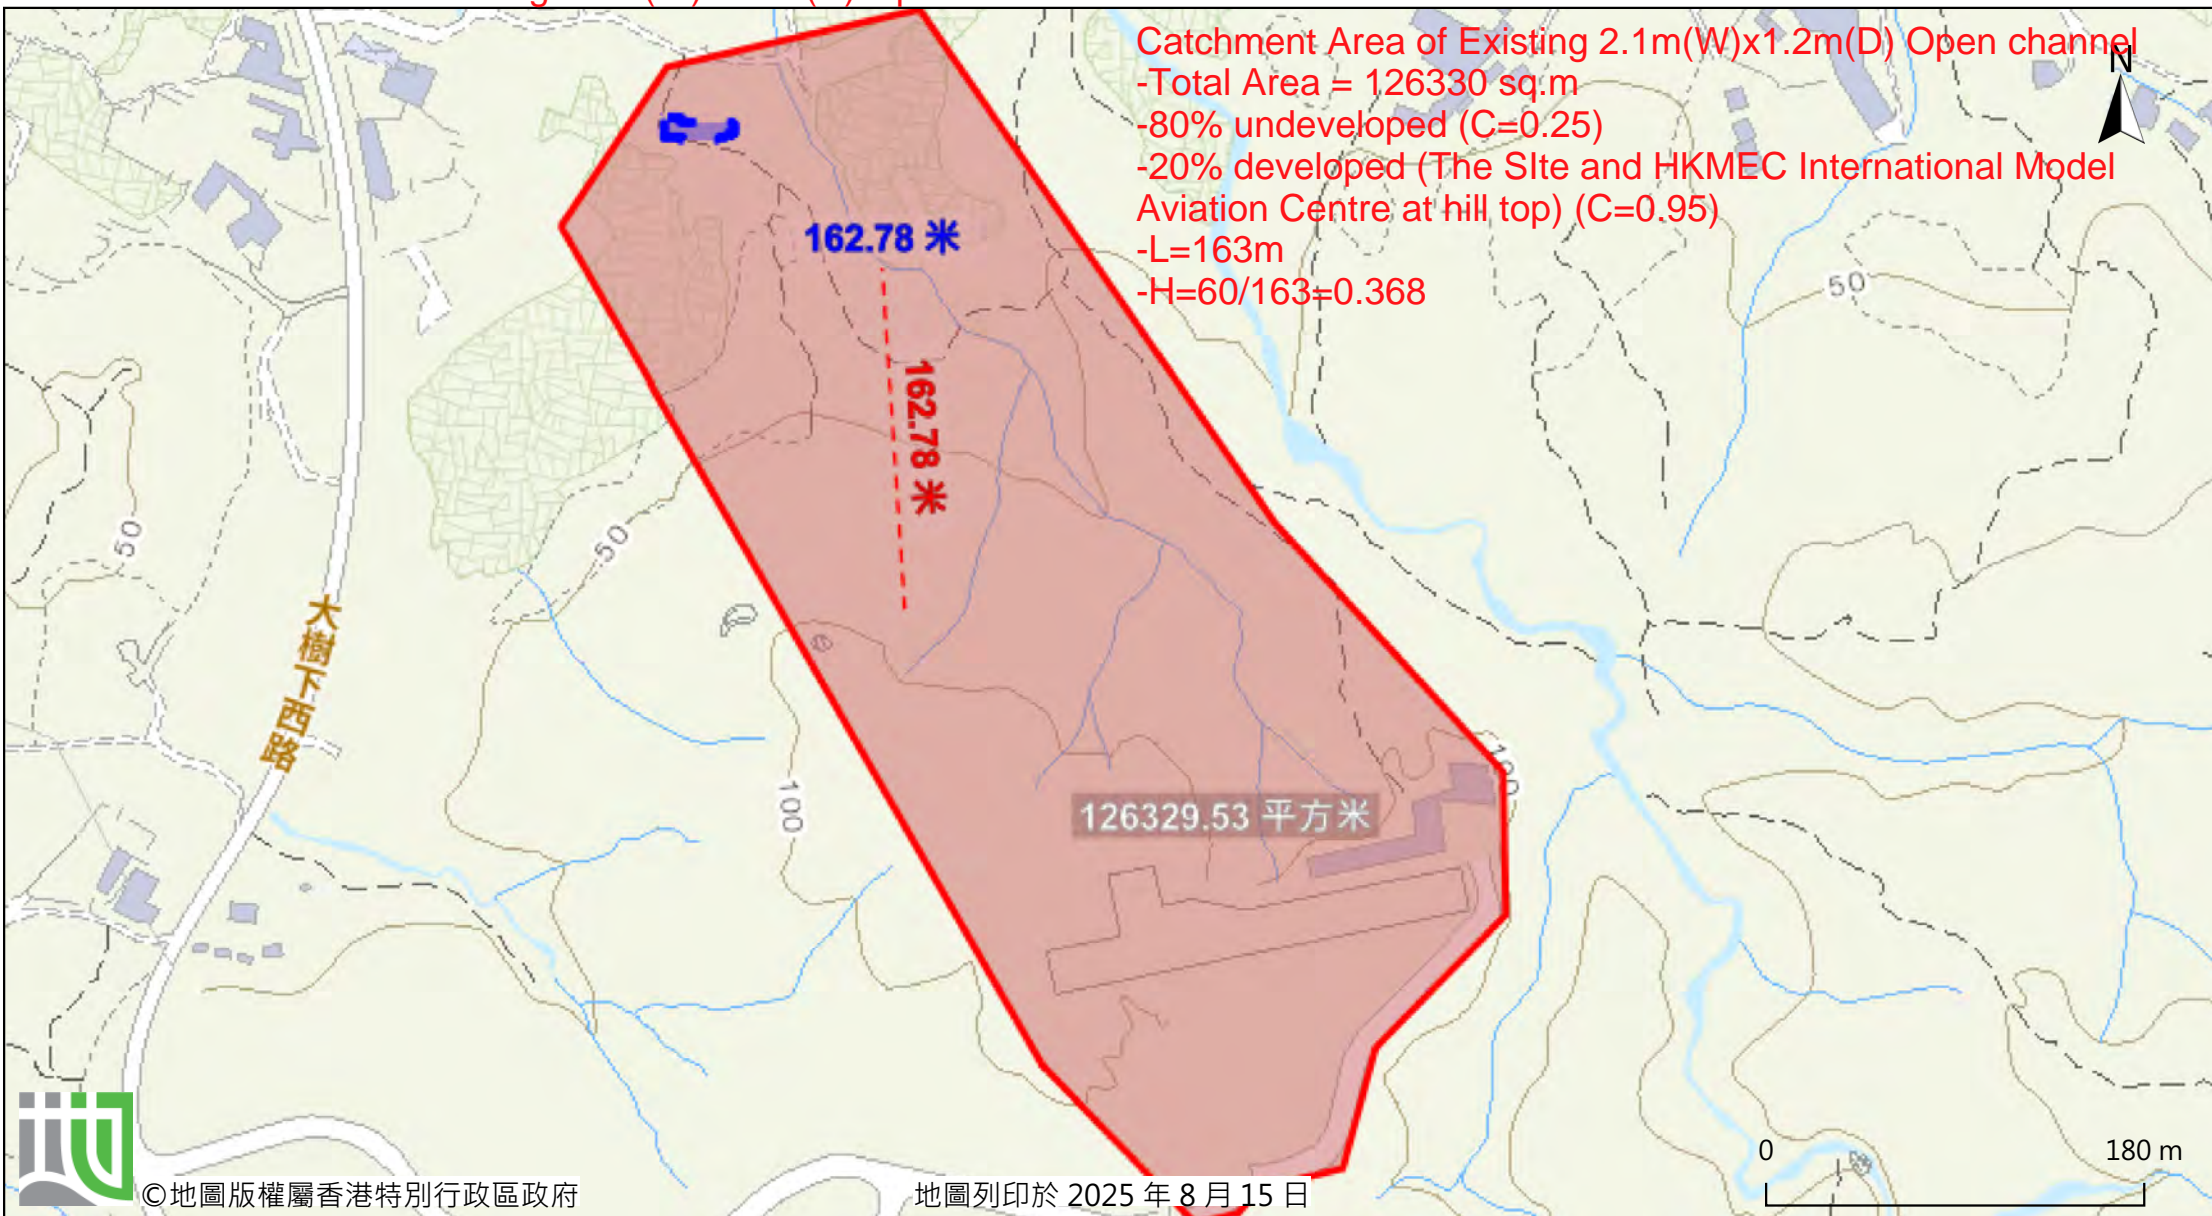 Catchment Area of Existing 2.1m(W)x1.2m(D) Open channel
-Total Area = 126330 sq.m
-80% undeveloped (C=0.25)
-20% developed (The SIte and HKMEC International Model
Aviation Centre at hill top) (C=0.95)
-L=163m
-H=60/163=0.368
N
162.78 米
162.78 米
50
50
50
大樹下西路
100
100
126329.53 平方米
0
180 m
©地圖版權屬香港特別行政區政府
地圖列印於 2025 年 8 月 15 日